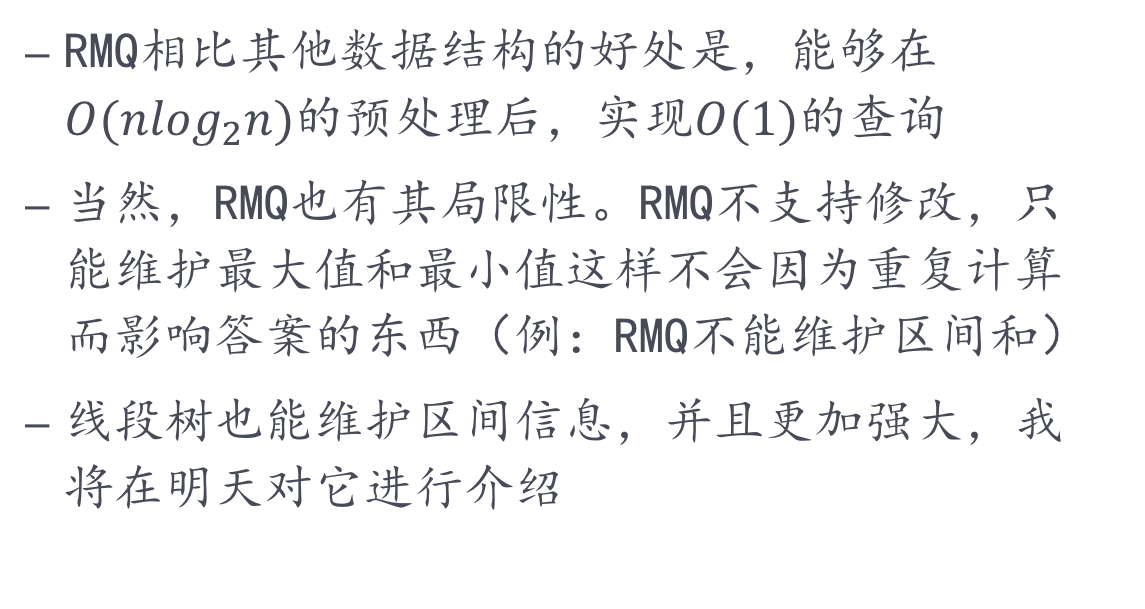 – RMQ相比其他数据结构的好处是，能够在
O(nlog₂n)的预处理后，实现O(1)的查询
– 当然，RMQ也有其局限性。RMQ不支持修改，只
能维护最大值和最小值这样不会因为重复计算
而影响答案的东西（例：RMQ不能维护区间和）
– 线段树也能维护区间信息，并且更加强大，我
将在明天对它进行介绍